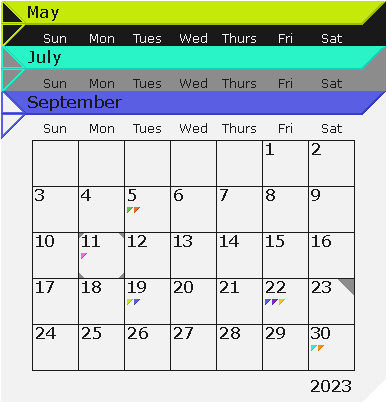 May
Sun Mon Tues Wed Thurs Fri Sat
July
Sun Mon Tues Wed Thurs Fri Sat
September
Sun Mon Tues Wed Thurs Fri Sat
1 2
3 4 5 6 7 8 9
10 11 12 13 14 15 16
17 18 19 20 21 22 23
24 25 26 27 28 29 30
2023